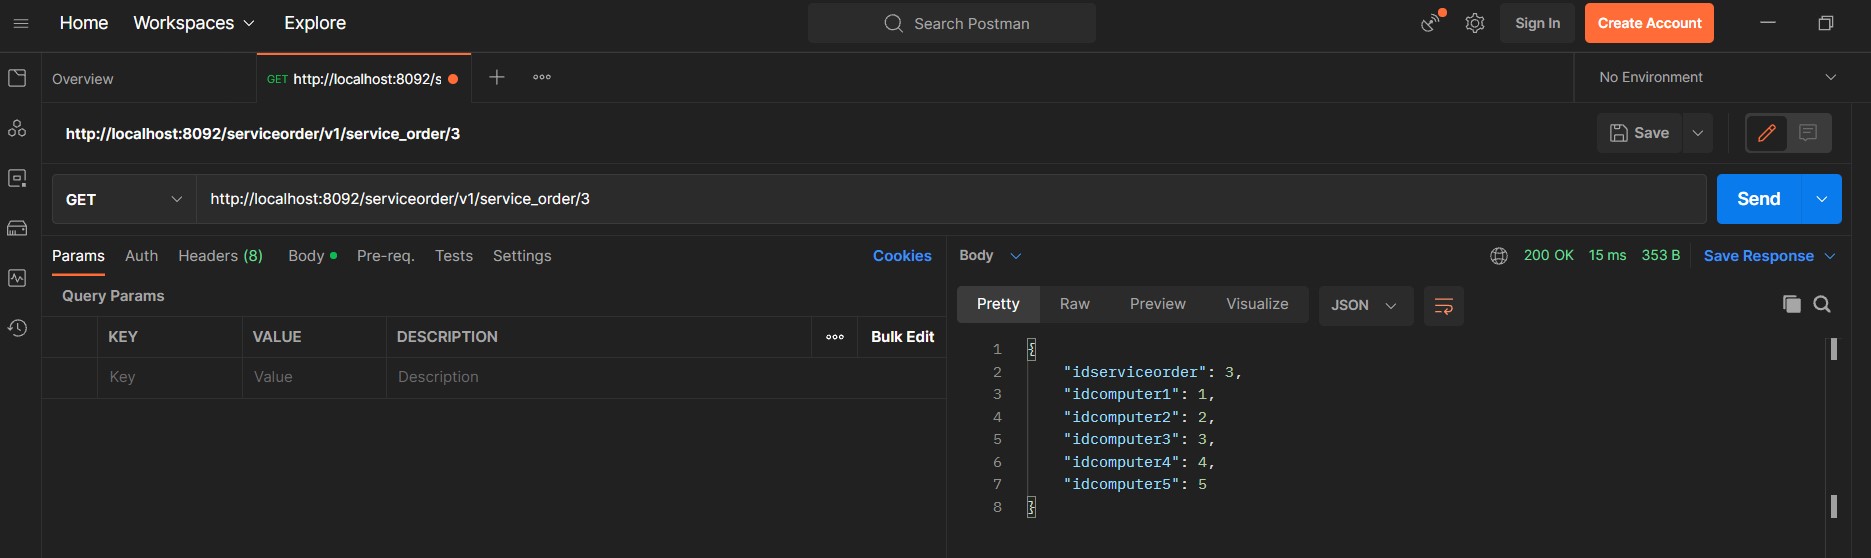 Home Workspaces Explore Search Postman Sign In Create Account
Overview GET http://localhost:8092/s No Environment
http://localhost:8092/serviceorder/v1/service_order/3 Save
GET http://localhost:8092/serviceorder/v1/service_order/3 Send
Params Auth Headers (8) Body Pre-req. Tests Settings Cookies
Query Params
KEY VALUE DESCRIPTION Bulk Edit
Key Value Description
Body 200 OK 15 ms 353 B Save Response
Pretty Raw Preview Visualize JSON
1 {
2 "idserviceorder": 3,
3 "idcomputer1": 1,
4 "idcomputer2": 2,
5 "idcomputer3": 3,
6 "idcomputer4": 4,
7 "idcomputer5": 5
8 }